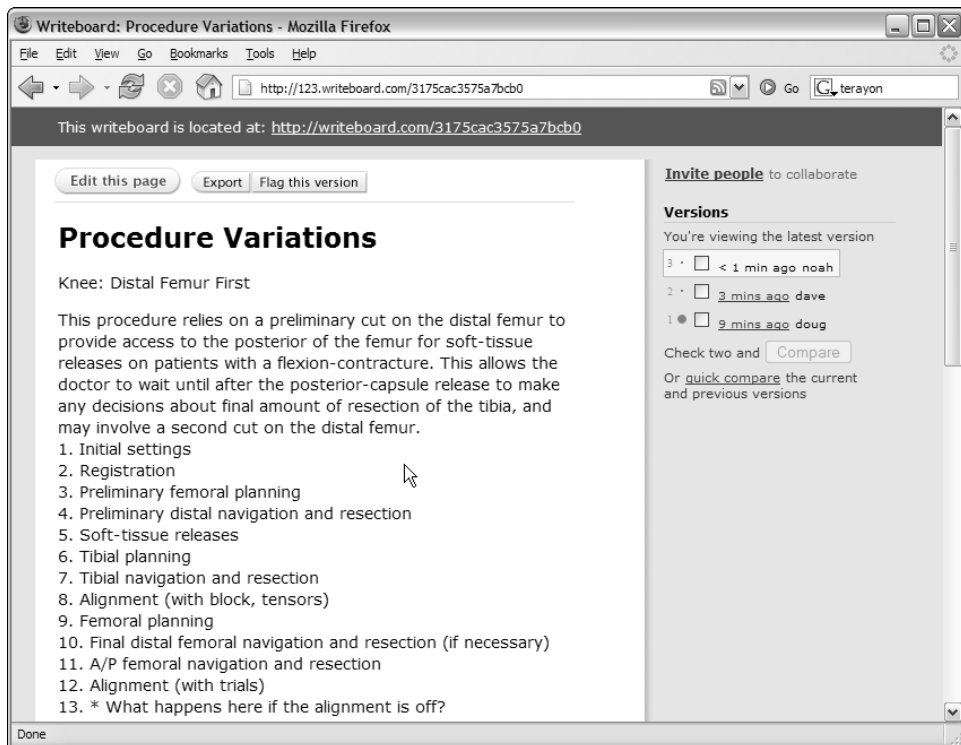 Writeboard: Procedure Variations - Mozilla Firefox
File Edit View Go Bookmarks Tools Help
http://123.writeboard.com/3175cac3575a7bcb0 Go G terayon
This writeboard is located at: http://writeboard.com/3175cac3575a7bcb0
Edit this page Export Flag this version
Procedure Variations
Knee: Distal Femur First
This procedure relies on a preliminary cut on the distal femur to
provide access to the posterior of the femur for soft-tissue
releases on patients with a flexion-contracture. This allows the
doctor to wait until after the posterior-capsule release to make
any decisions about final amount of resection of the tibia, and
may involve a second cut on the distal femur.
1. Initial settings
2. Registration
3. Preliminary femoral planning
4. Preliminary distal navigation and resection
5. Soft-tissue releases
6. Tibial planning
7. Tibial navigation and resection
8. Alignment (with block, tensors)
9. Femoral planning
10. Final distal femoral navigation and resection (if necessary)
11. A/P femoral navigation and resection
12. Alignment (with trials)
13. * What happens here if the alignment is off?
Invite people to collaborate
Versions
You're viewing the latest version
3 · < 1 min ago noah
2 · 3 mins ago dave
1 ● 9 mins ago doug
Check two and Compare
Or quick compare the current
and previous versions
Done